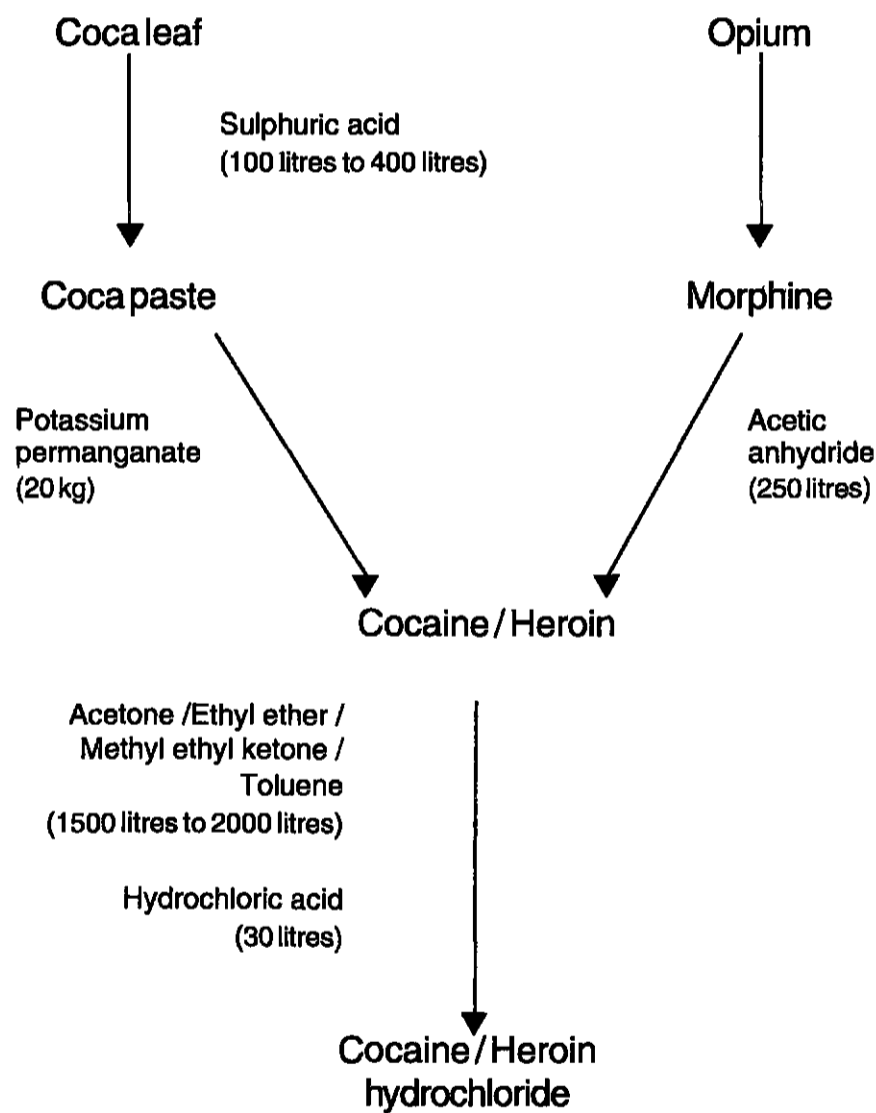 Coca leaf
Opium
Sulphuric acid
(100 litres to 400 litres)
Coca paste
Morphine
Potassium
permanganate
(20 kg)
Acetic
anhydride
(250 litres)
Cocaine / Heroin
Acetone /Ethyl ether /
Methyl ethyl ketone /
Toluene
(1500 litres to 2000 litres)
Hydrochloric acid
(30 litres)
Cocaine / Heroin
hydrochloride